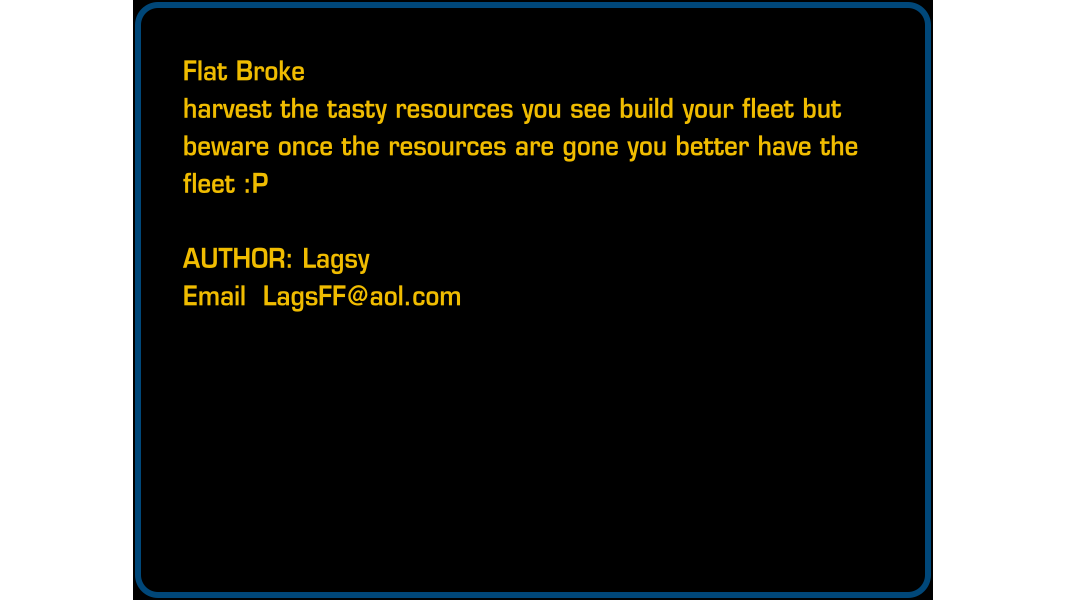 Flat Broke
harvest the tasty resources you see build your fleet but
beware once the resources are gone you better have the
fleet :P
AUTHOR: Lagsy
Email  LagsFF@aol.com